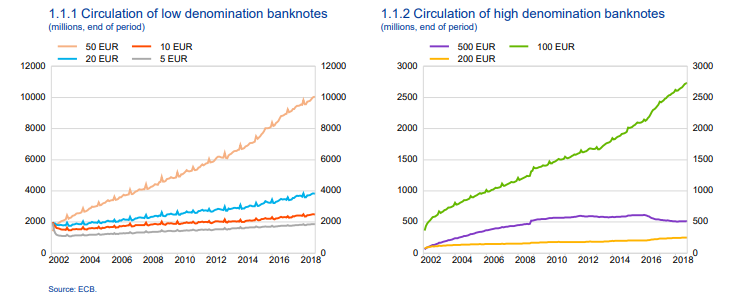 1.1.1 Circulation of low denomination banknotes
(millions, end of period)
50 EUR 10 EUR
20 EUR 5 EUR
12000 12000
10000 10000
8000 8000
6000 6000
4000 4000
2000 2000
0 0
2002 2004 2006 2008 2010 2012 2014 2016 2018
1.1.2 Circulation of high denomination banknotes
(millions, end of period)
500 EUR 100 EUR
200 EUR
3000 3000
2500 2500
2000 2000
1500 1500
1000 1000
500 500
0 0
2002 2004 2006 2008 2010 2012 2014 2016 2018
Source: ECB.